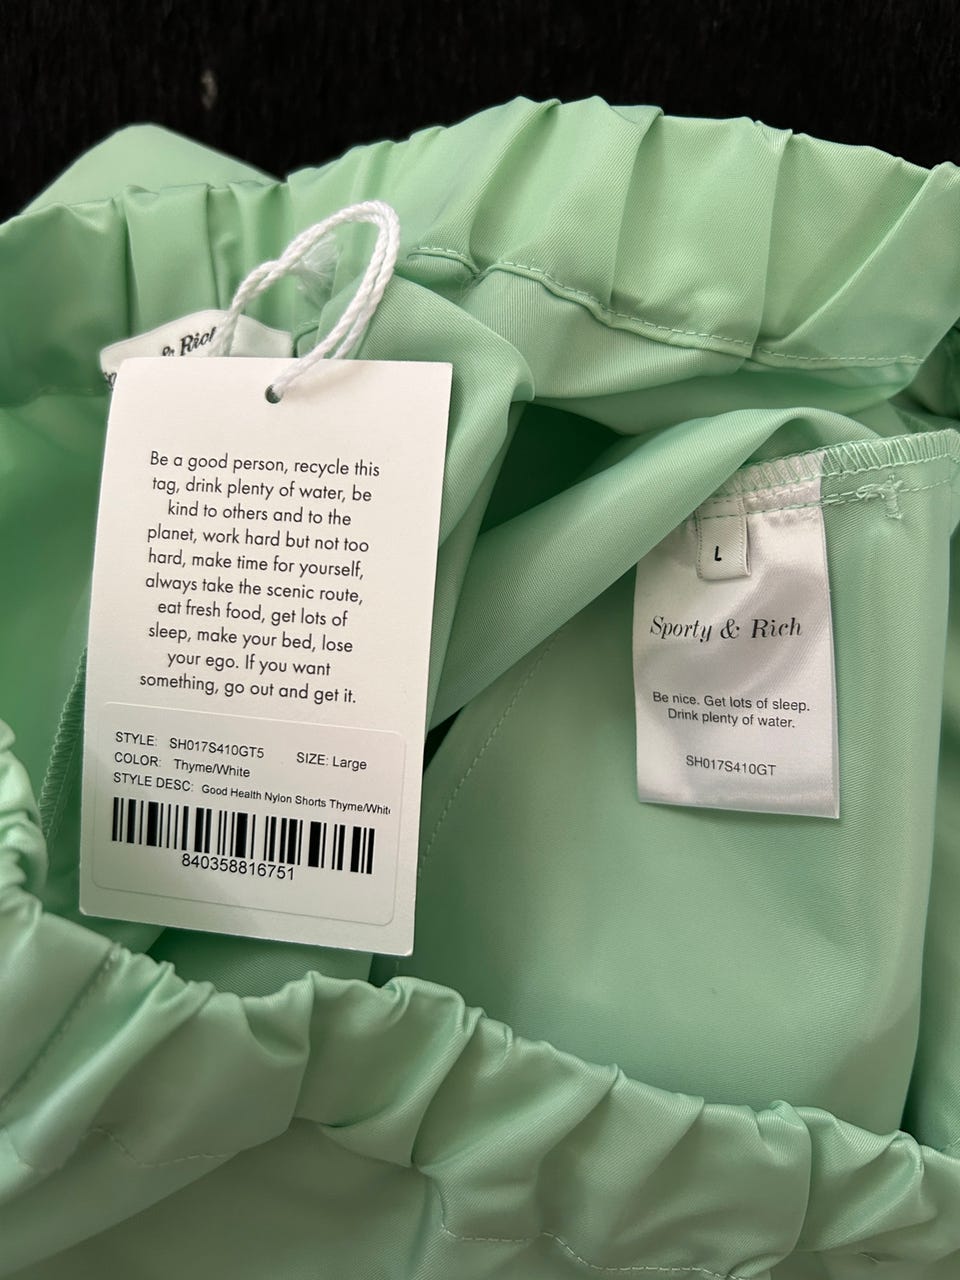 & Rich
Be a good person, recycle this
tag, drink plenty of water, be
kind to others and to the
planet, work hard but not too
hard, make time for yourself,
always take the scenic route,
eat fresh food, get lots of
sleep, make your bed, lose
your ego. If you want
something, go out and get it.
STYLE: SH017S410GT5 SIZE: Large
COLOR: Thyme/White
STYLE DESC: Good Health Nylon Shorts Thyme/Whit
840358816751
L
Sporty & Rich
Be nice. Get lots of sleep.
Drink plenty of water.
SH017S410GT